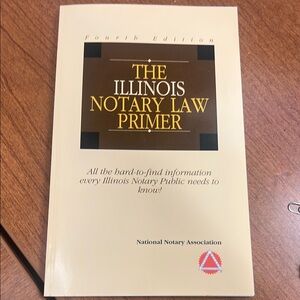 Fourth Edition
THE
ILLINOIS
NOTARY LAW
PRIMER
All the hard-to-find information
every Illinois Notary Public needs to
know!
National Notary Association